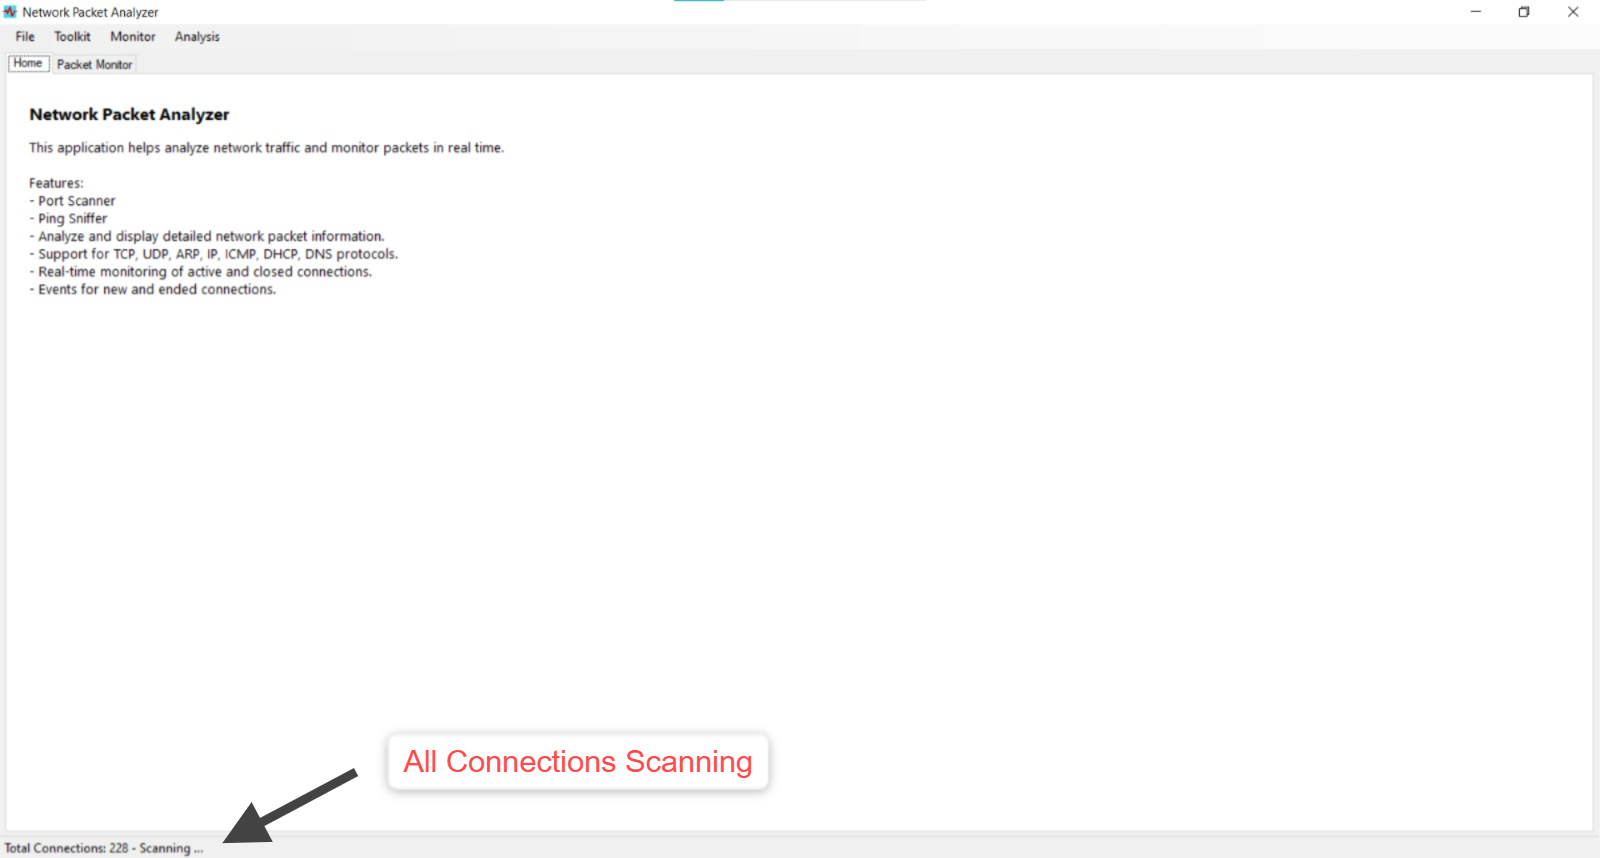 Network Packet Analyzer
File Toolkit Monitor Analysis
Home Packet Monitor
Network Packet Analyzer
This application helps analyze network traffic and monitor packets in real time.
Features:
- Port Scanner
- Ping Sniffer
- Analyze and display detailed network packet information.
- Support for TCP, UDP, ARP, IP, ICMP, DHCP, DNS protocols.
- Real-time monitoring of active and closed connections.
- Events for new and ended connections.
All Connections Scanning
Total Connections: 228 - Scanning ...